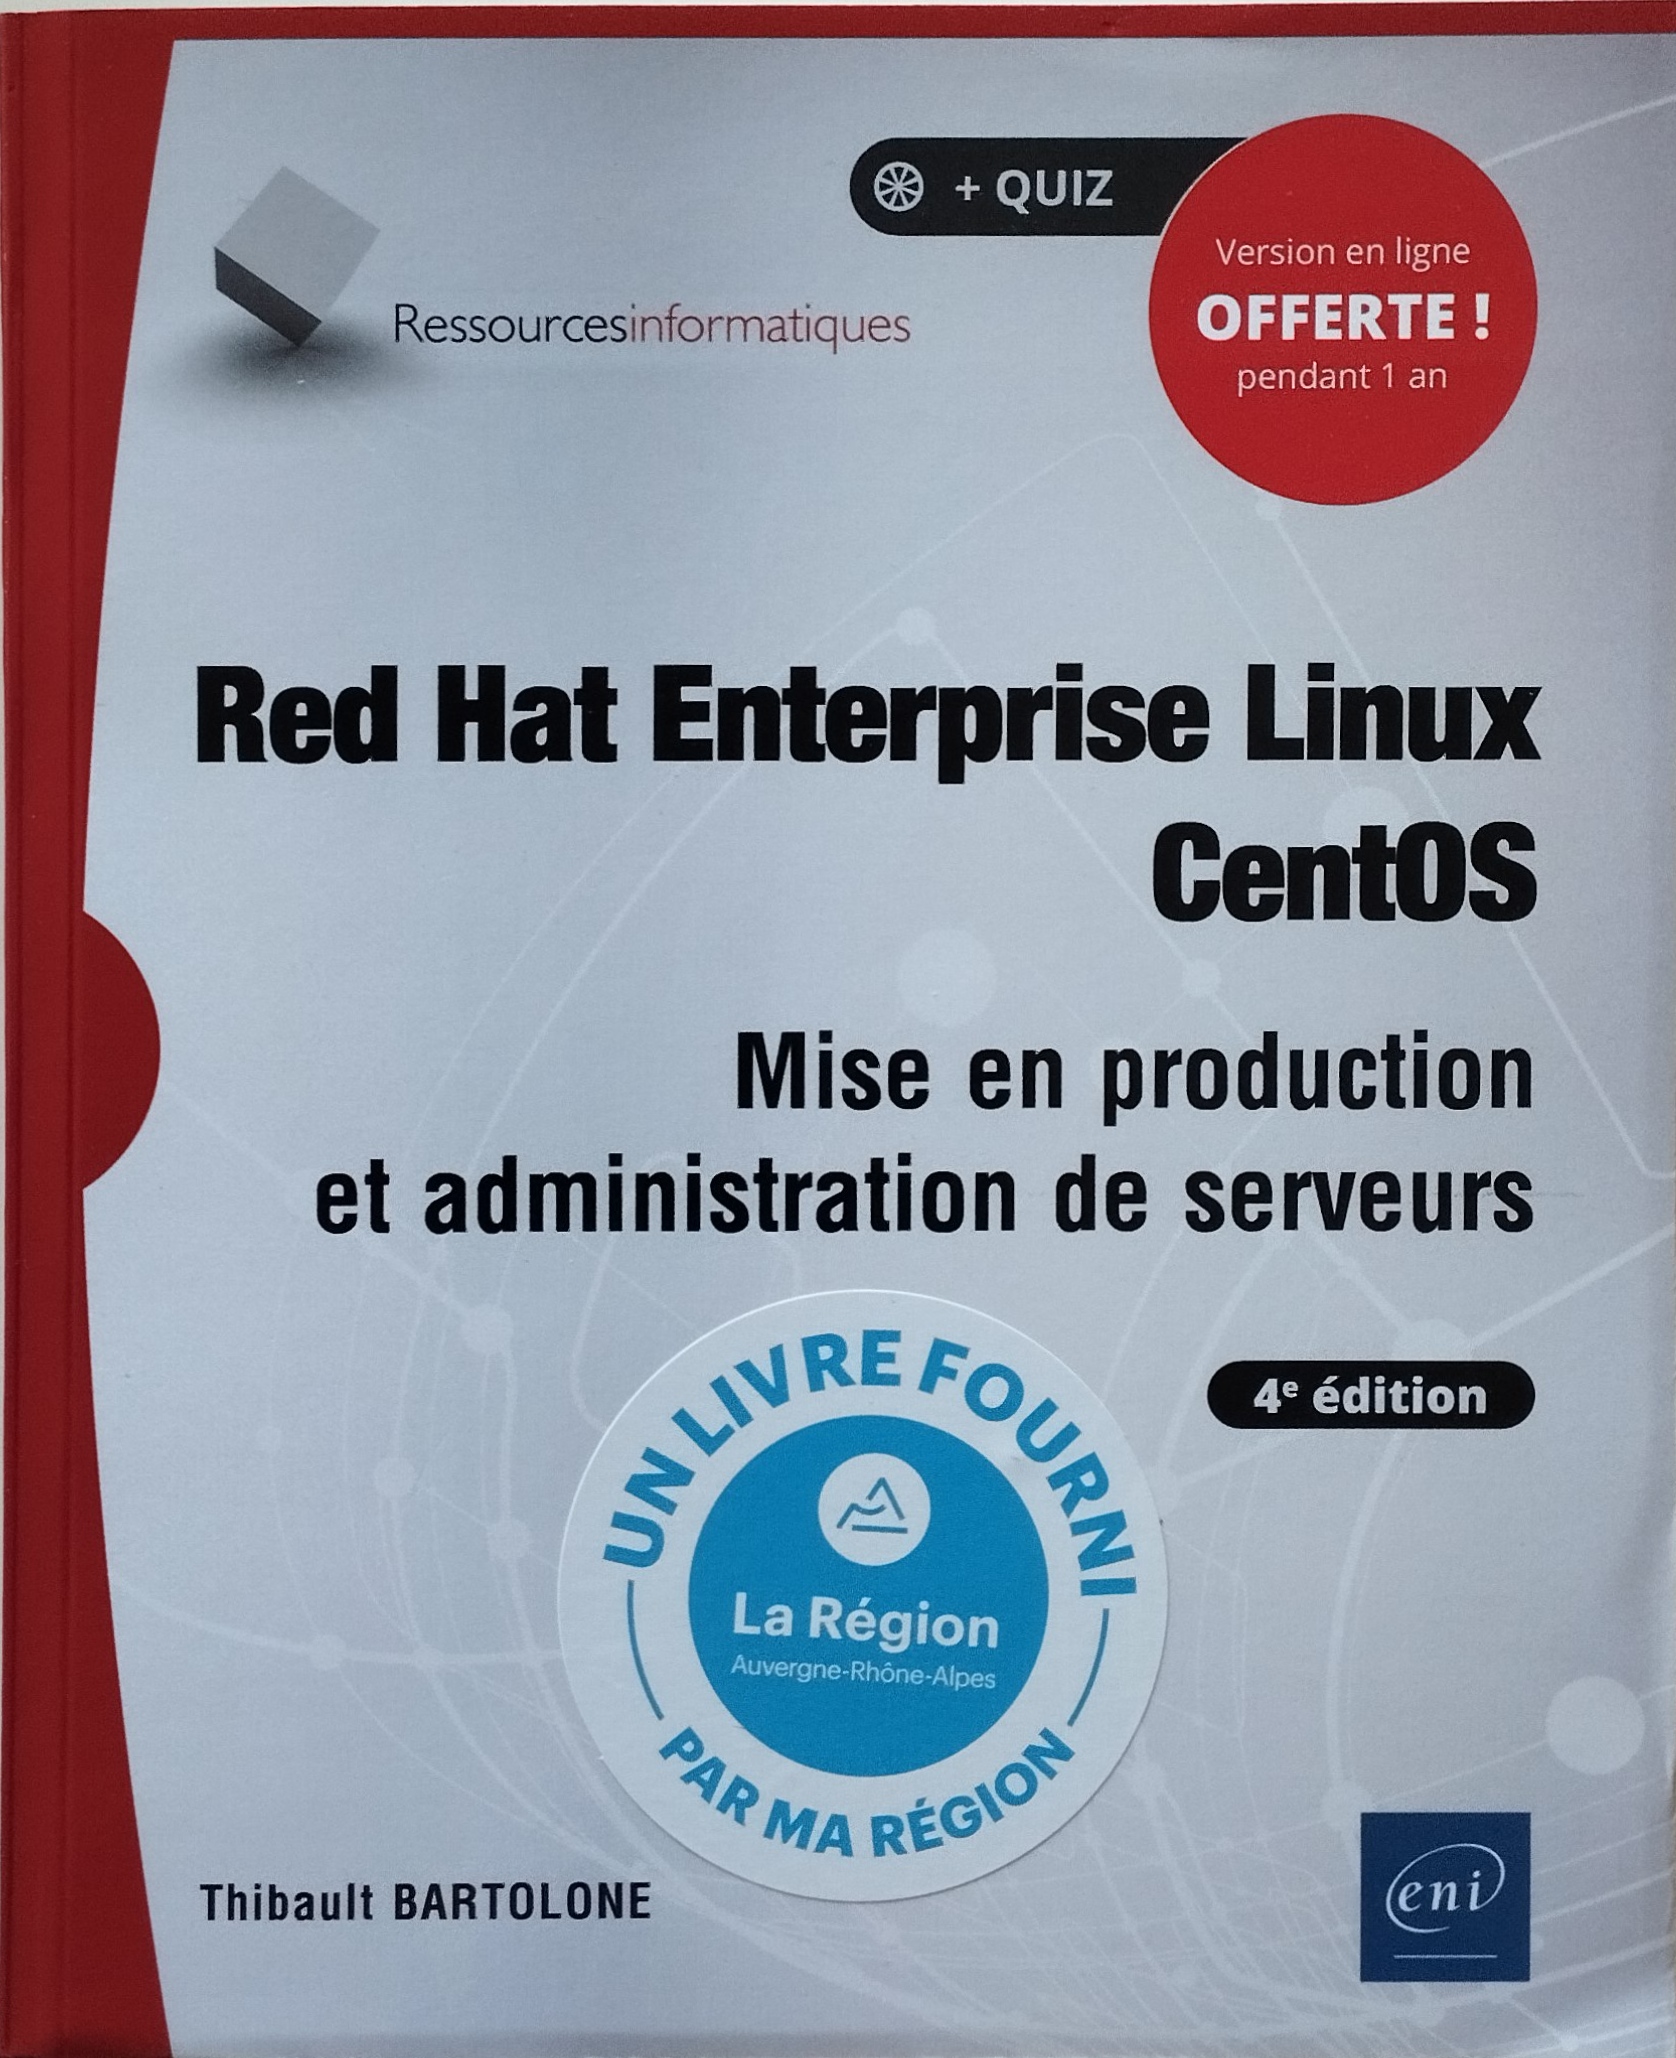 + QUIZ
Version en ligne
OFFERTE !
pendant 1 an
Ressourcesinformatiques
Red Hat Enterprise Linux
CentOS
Mise en production
et administration de serveurs
4e édition
UN LIVRE FOURNI
La Région
Auvergne-Rhône-Alpes
PAR MA RÉGION
Thibault BARTOLONE
eni